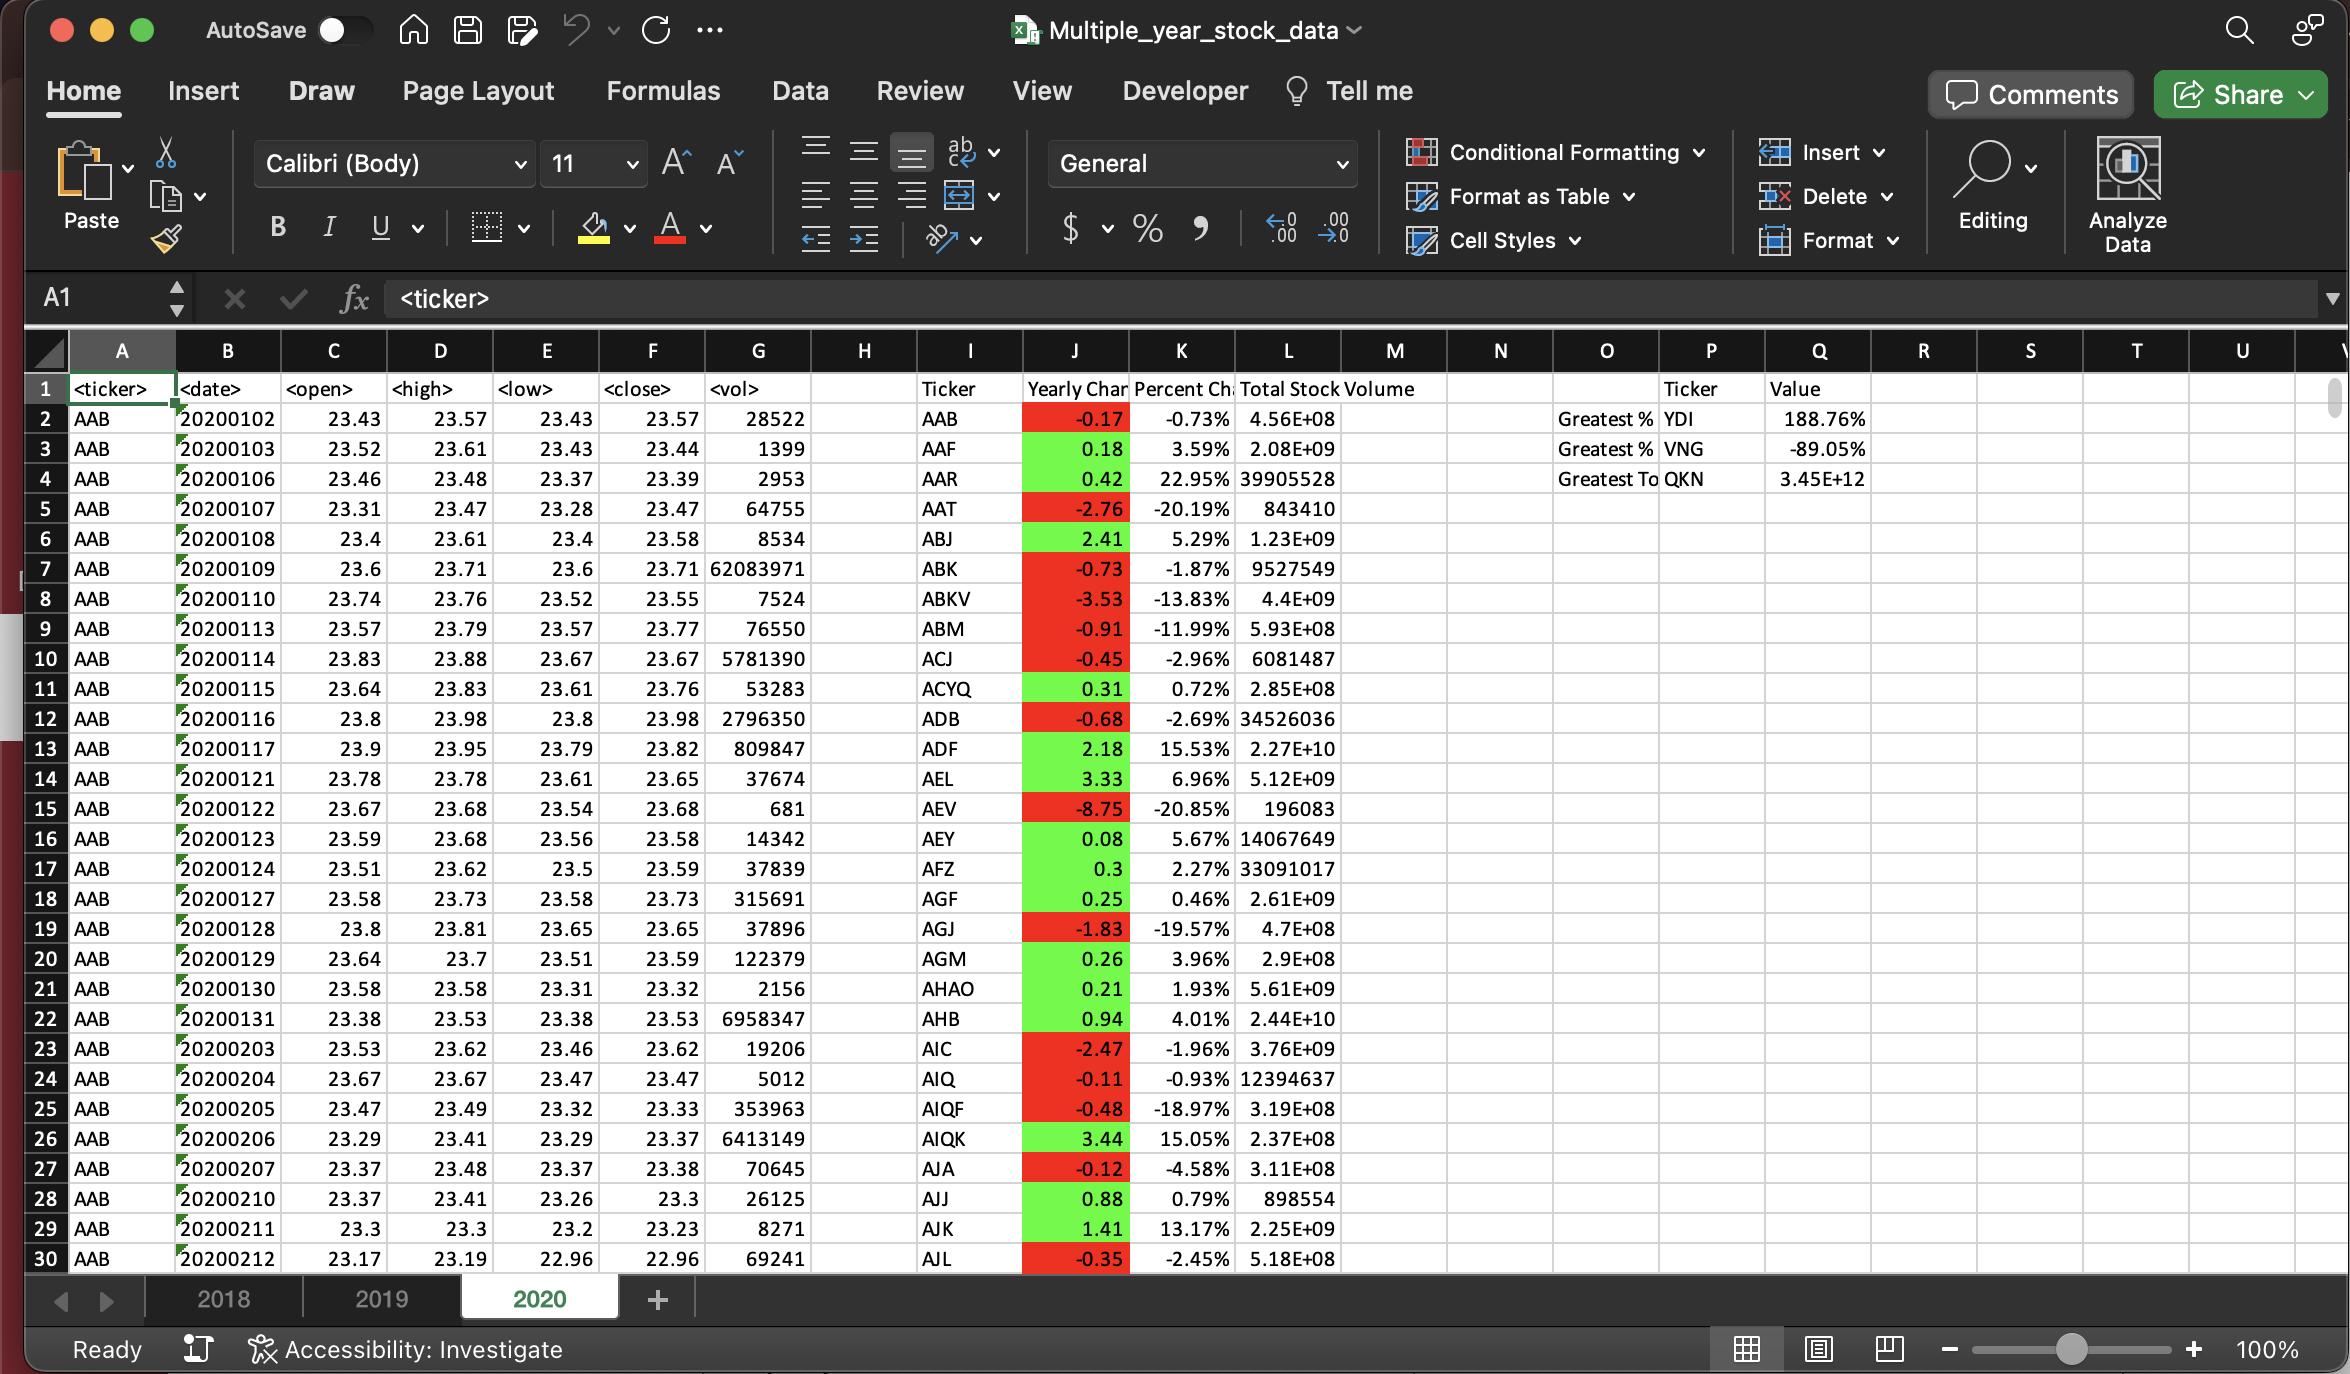 AutoSave Multiple_year_stock_data
Home Insert Draw Page Layout Formulas Data Review View Developer Tell me Comments Share
Paste Calibri (Body) 11 A A ab General Conditional Formatting Insert Editing Analyze Data
Format as Table Delete
B I U A $ % , .00 .00 Cell Styles Format
A1 fx <ticker>
A B C D E F G H I J K L M N O P Q R S T U
1 <ticker> <date> <open> <high> <low> <close> <vol> Ticker Yearly Char Percent Ch Total Stock Volume Ticker Value
2 AAB 20200102 23.43 23.57 23.43 23.57 28522 AAB -0.17 -0.73% 4.56E+08 Greatest % YDI 188.76%
3 AAB 20200103 23.52 23.61 23.43 23.44 1399 AAF 0.18 3.59% 2.08E+09 Greatest % VNG -89.05%
4 AAB 20200106 23.46 23.48 23.37 23.39 2953 AAR 0.42 22.95% 39905528 Greatest To QKN 3.45E+12
5 AAB 20200107 23.31 23.47 23.28 23.47 64755 AAT -2.76 -20.19% 843410
6 AAB 20200108 23.4 23.61 23.4 23.58 8534 ABJ 2.41 5.29% 1.23E+09
7 AAB 20200109 23.6 23.71 23.6 23.71 62083971 ABK -0.73 -1.87% 9527549
8 AAB 20200110 23.74 23.76 23.52 23.55 7524 ABKV -3.53 -13.83% 4.4E+09
9 AAB 20200113 23.57 23.79 23.57 23.77 76550 ABM -0.91 -11.99% 5.93E+08
10 AAB 20200114 23.83 23.88 23.67 23.67 5781390 ACJ -0.45 -2.96% 6081487
11 AAB 20200115 23.64 23.83 23.61 23.76 53283 ACYQ 0.31 0.72% 2.85E+08
12 AAB 20200116 23.8 23.98 23.8 23.98 2796350 ADB -0.68 -2.69% 34526036
13 AAB 20200117 23.9 23.95 23.79 23.82 809847 ADF 2.18 15.53% 2.27E+10
14 AAB 20200121 23.78 23.78 23.61 23.65 37674 AEL 3.33 6.96% 5.12E+09
15 AAB 20200122 23.67 23.68 23.54 23.68 681 AEV -8.75 -20.85% 196083
16 AAB 20200123 23.59 23.68 23.56 23.58 14342 AEY 0.08 5.67% 14067649
17 AAB 20200124 23.51 23.62 23.5 23.59 37839 AFZ 0.3 2.27% 33091017
18 AAB 20200127 23.58 23.73 23.58 23.73 315691 AGF 0.25 0.46% 2.61E+09
19 AAB 20200128 23.8 23.81 23.65 23.65 37896 AGJ -1.83 -19.57% 4.7E+08
20 AAB 20200129 23.64 23.7 23.51 23.59 122379 AGM 0.26 3.96% 2.9E+08
21 AAB 20200130 23.58 23.58 23.31 23.32 2156 AHAO 0.21 1.93% 5.61E+09
22 AAB 20200131 23.38 23.53 23.38 23.53 6958347 AHB 0.94 4.01% 2.44E+10
23 AAB 20200203 23.53 23.62 23.46 23.62 19206 AIC -2.47 -1.96% 3.76E+09
24 AAB 20200204 23.67 23.67 23.47 23.47 5012 AIQ -0.11 -0.93% 12394637
25 AAB 20200205 23.47 23.49 23.32 23.33 353963 AIQF -0.48 -18.97% 3.19E+08
26 AAB 20200206 23.29 23.41 23.29 23.37 6413149 AIQK 3.44 15.05% 2.37E+08
27 AAB 20200207 23.37 23.48 23.37 23.38 70645 AJA -0.12 -4.58% 3.11E+08
28 AAB 20200210 23.37 23.41 23.26 23.3 26125 AJJ 0.88 0.79% 898554
29 AAB 20200211 23.3 23.3 23.2 23.23 8271 AJK 1.41 13.17% 2.25E+09
30 AAB 20200212 23.17 23.19 22.96 22.96 69241 AJL -0.35 -2.45% 5.18E+08
2018 2019 2020 +
Ready Accessibility: Investigate 100%